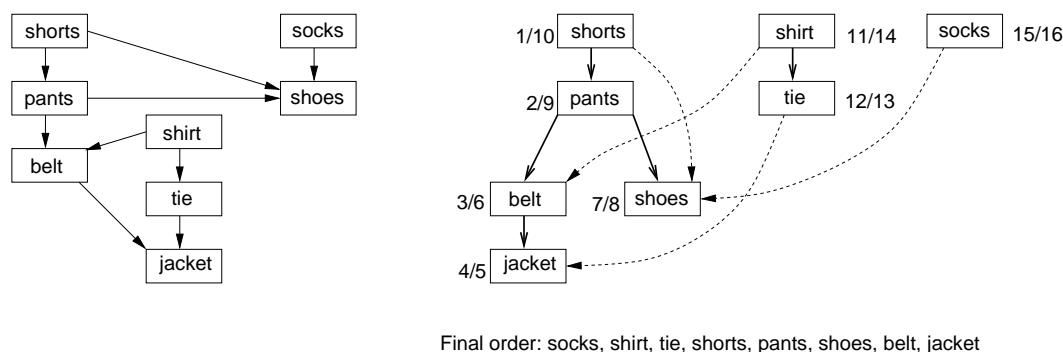 shorts socks 1/10 shorts shirt 11/14 socks 15/16
pants shoes 2/9 pants tie 12/13
shirt
belt
tie 3/6 belt 7/8 shoes
jacket 4/5 jacket
Final order: socks, shirt, tie, shorts, pants, shoes, belt, jacket